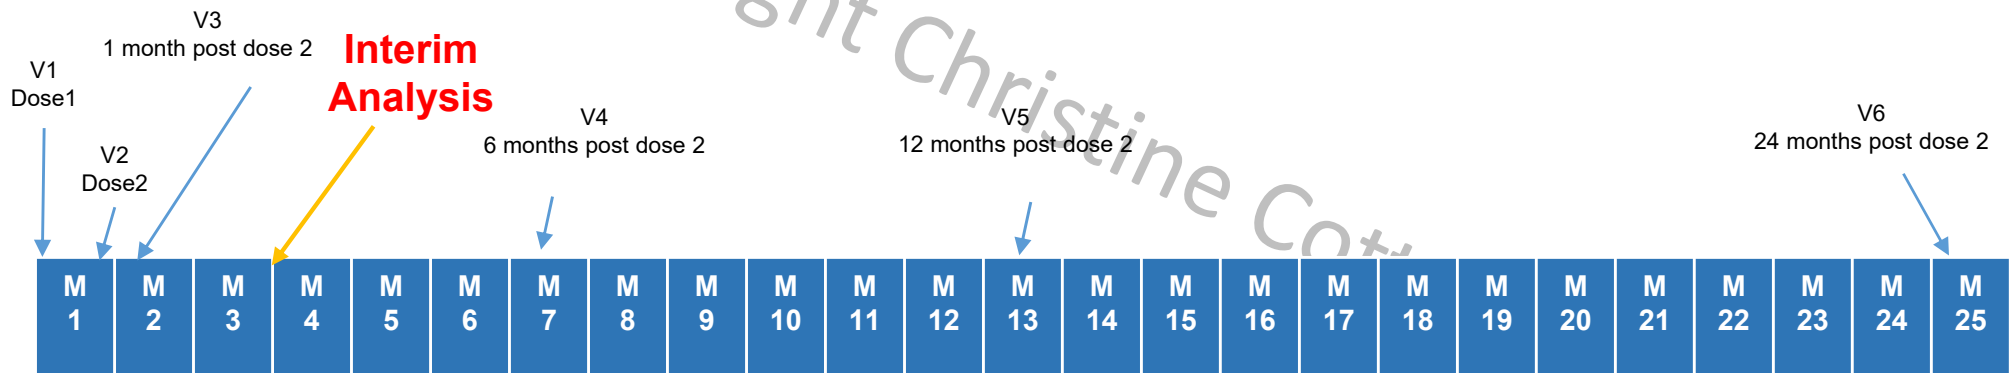 V1
Dose1
V2
Dose2
V3
1 month post dose 2
Interim
Analysis
V4
6 months post dose 2
V5
12 months post dose 2
V6
24 months post dose 2
Christine
M M M M M M M M M M M M M M M M M M M M M M M M M
1 2 3 4 5 6 7 8 9 10 11 12 13 14 15 16 17 18 19 20 21 22 23 24 25